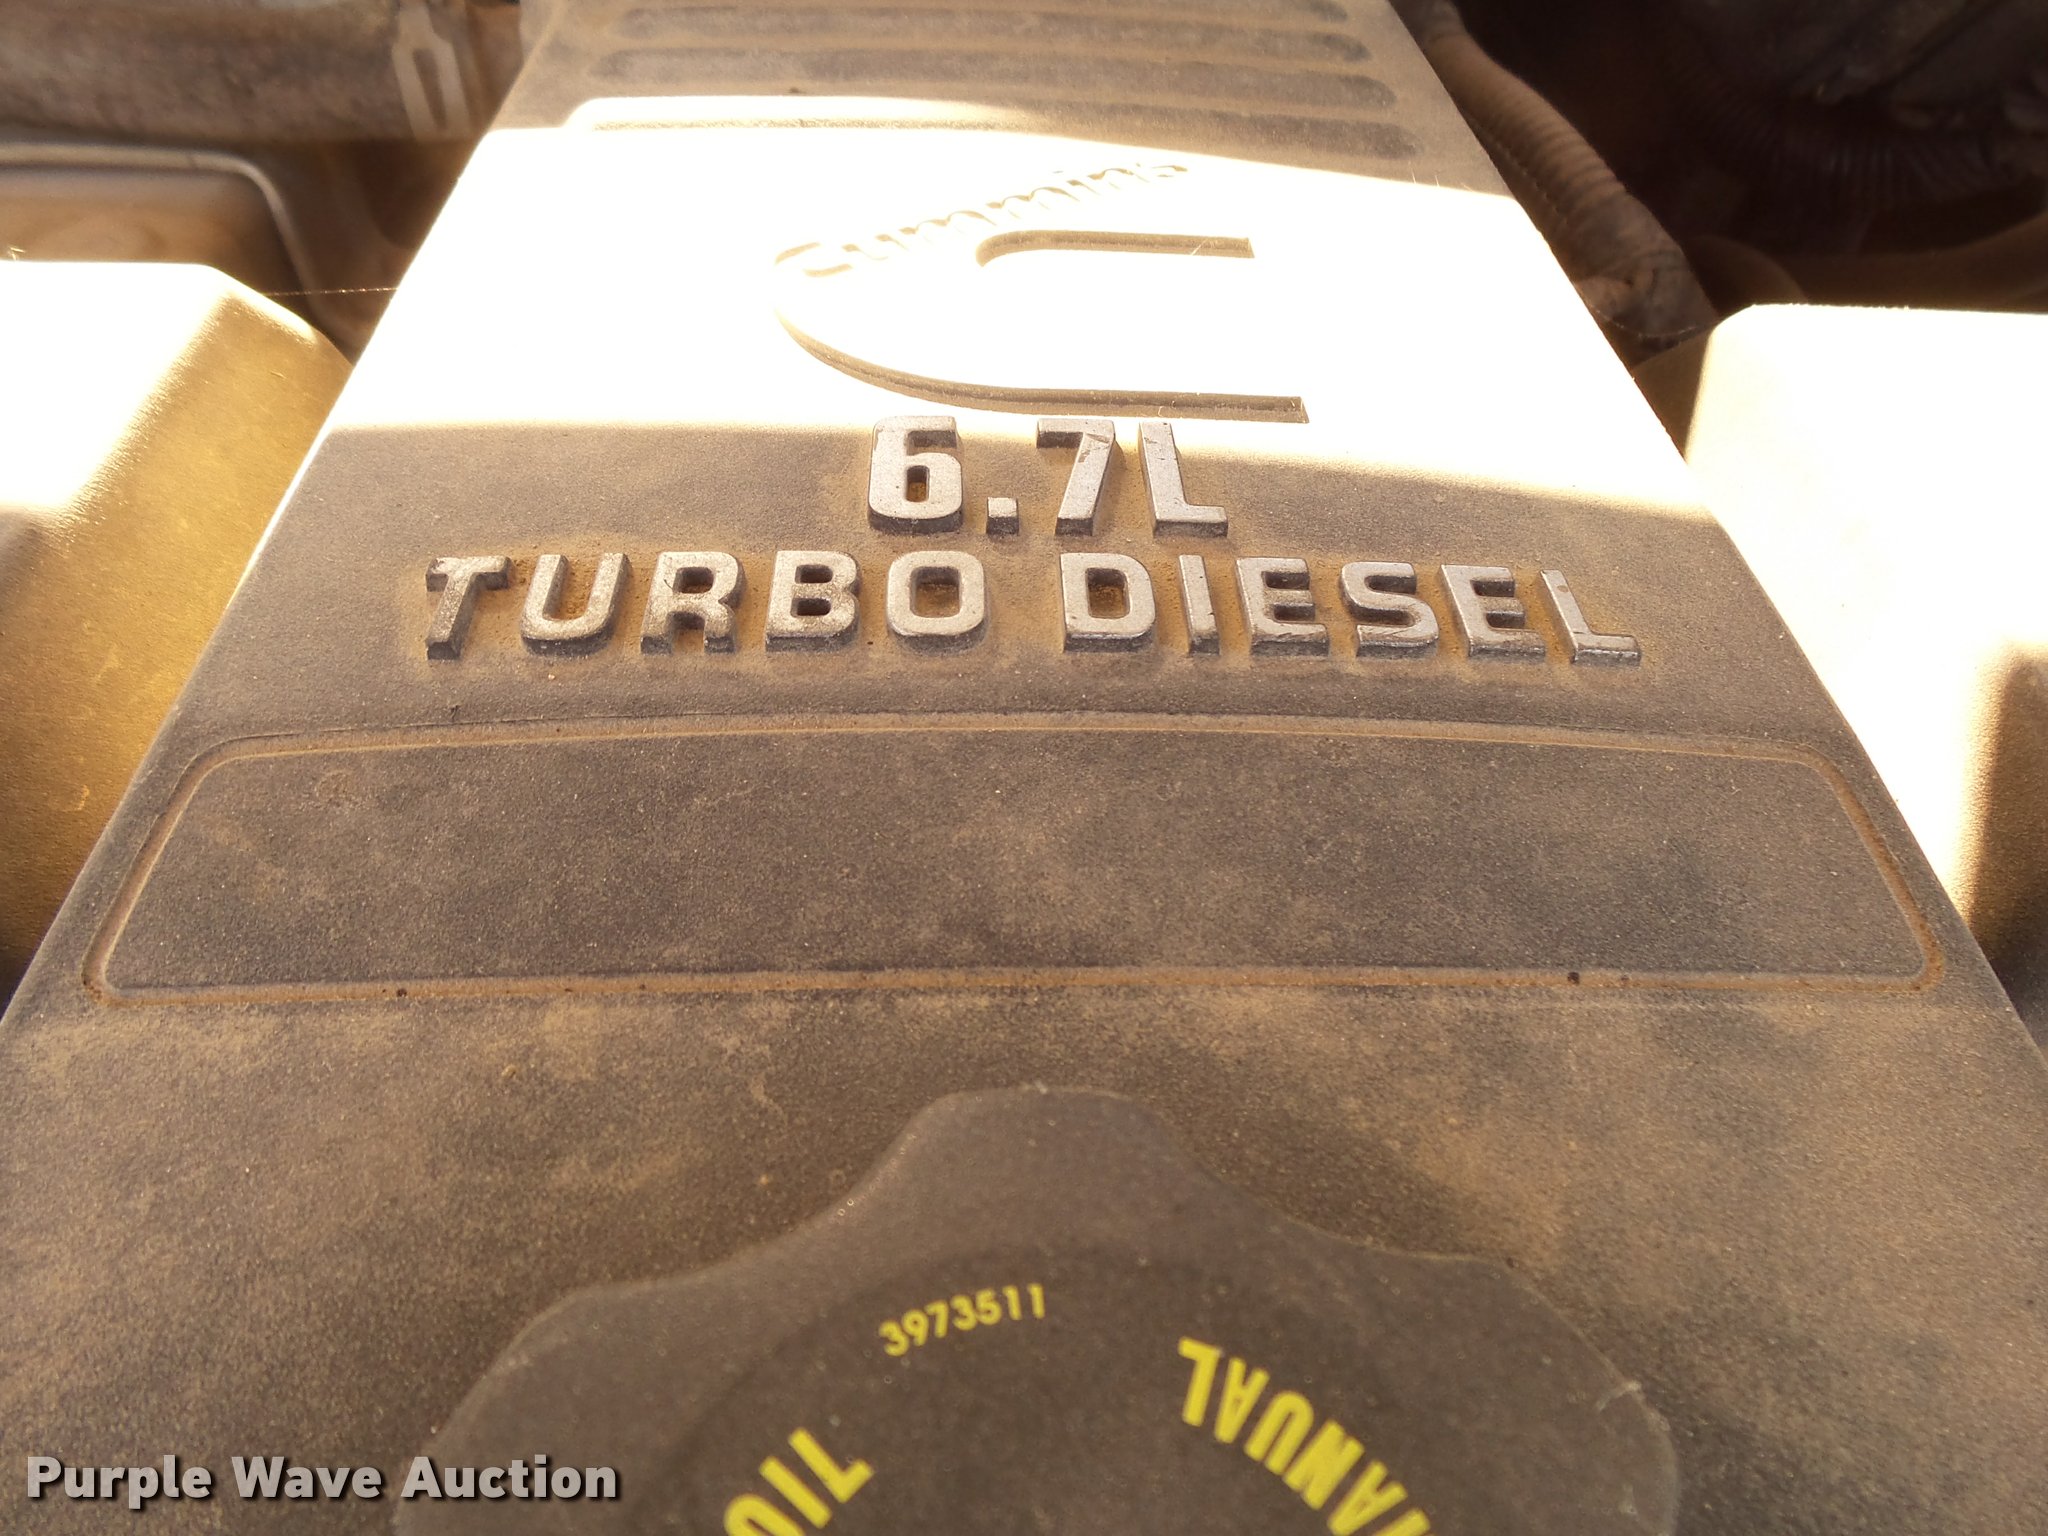 Cummins
6.7L
TURBO DIESEL
3973511
MANUAL
OIL
Purple Wave Auction